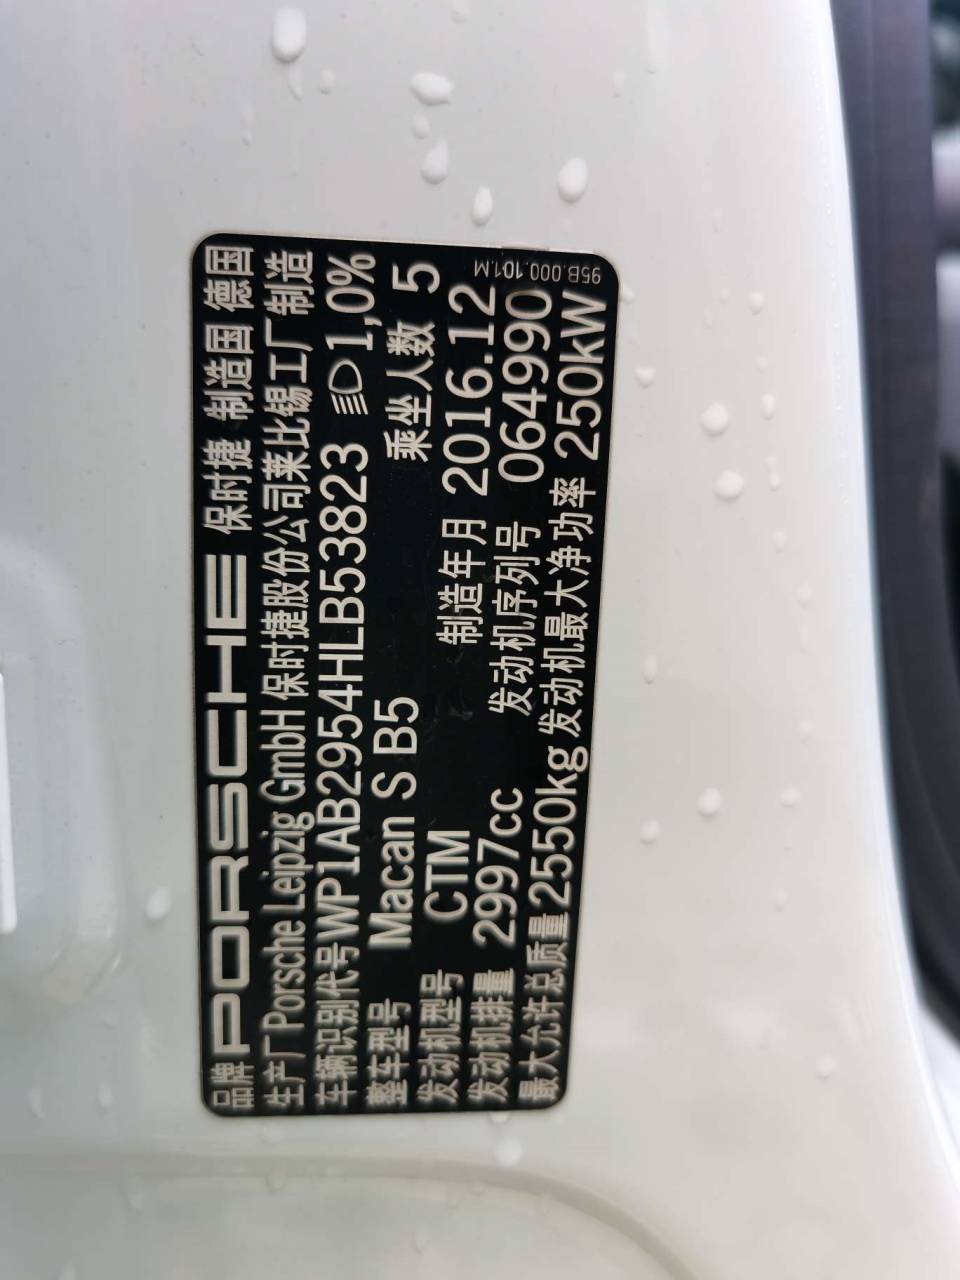 品牌 PORSCHE 保时捷 制造国 德国
生产厂 Porsche Leipzig GmbH 保时捷股份公司莱比锡工厂制造
车辆识别代号 WP1AB2954HLB53823 1,0%
整车型号 Macan S B5 乘坐人数 5
发动机型号 CTM 制造年月 2016.12
发动机排量 2997cc 发动机序列号 064990
最大允许总质量 2550kg 发动机最大净功率 250kW
95B.000.101.M